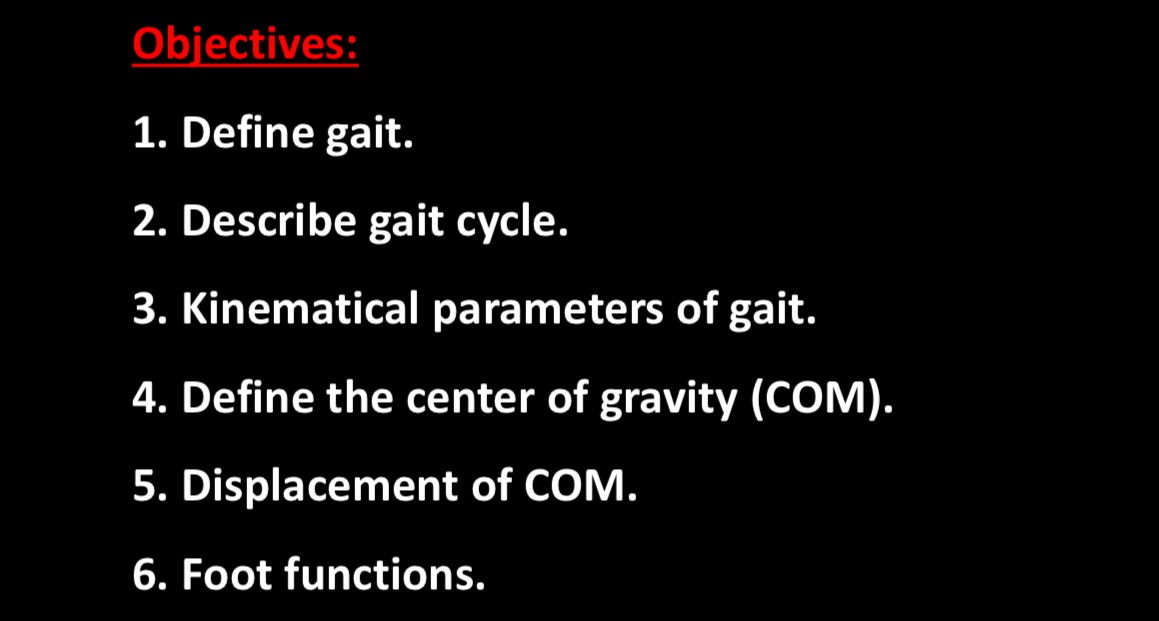 Objectives:
1. Define gait.
2. Describe gait cycle.
3. Kinematical parameters of gait.
4. Define the center of gravity (COM).
5. Displacement of COM.
6. Foot functions.